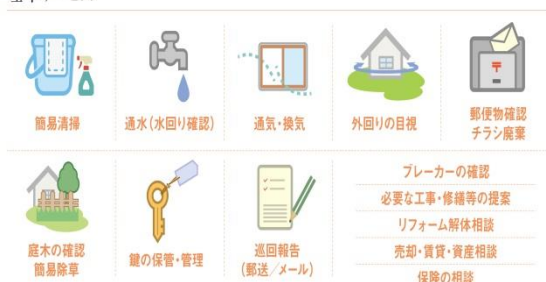 簡易清掃
通水(水回り確認)
通気・換気
外回りの目視
郵便物確認
チラシ廃棄
庭木の確認
簡易除草
鍵の保管・管理
巡回報告
(郵送/メール)
ブレーカーの確認
必要な工事・修繕等の提案
リフォーム解体相談
売却・賃貸・資産相談
保険の相談